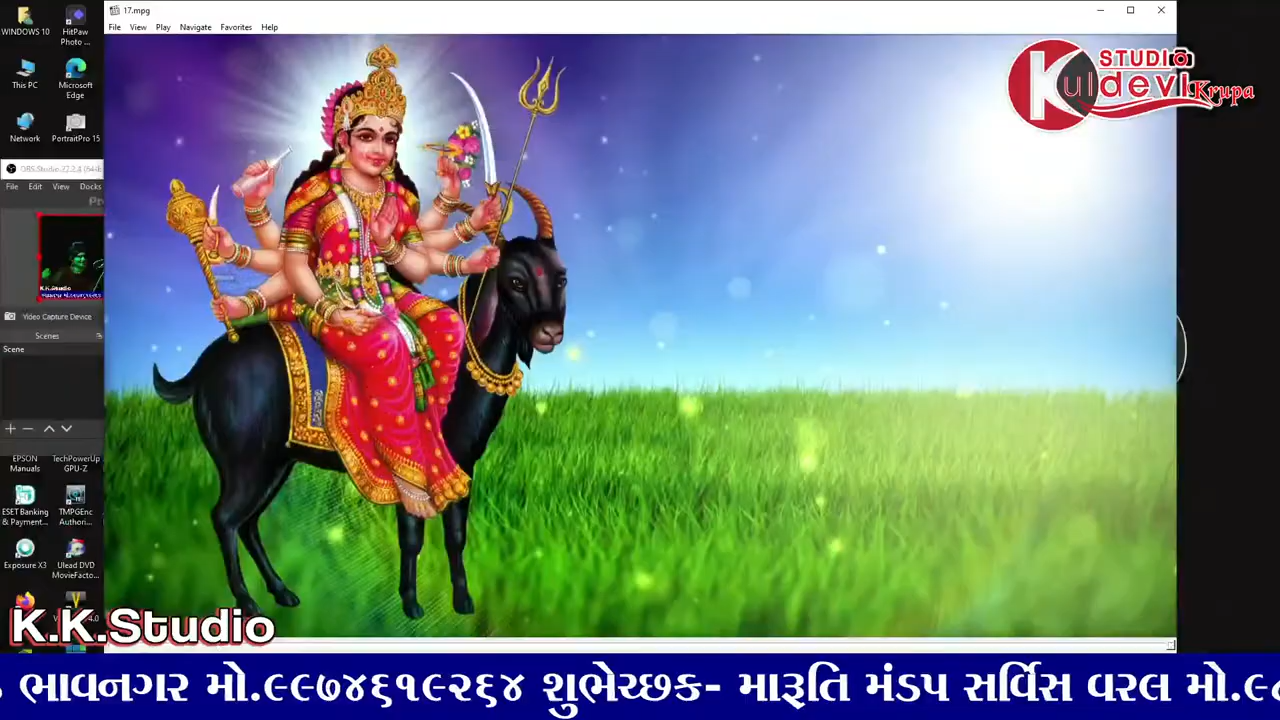 17.mpg
File View Play Navigate Favorites Help
WINDOWS 10
HitPaw Photo ...
This PC
Microsoft Edge
Network
PortraitPro 15
File Edit View Docks
K.K.Studio
Video Capture Device
Scenes
Scene
EPSON Manuals
TechPowerUp GPU-Z
ESET Banking & Payment...
TMPGEnc Authori...
Exposure X3
Ulead DVD MovieFacto...
STUDIO
Kuldevi Krupa
K.K.Studio
ભાવનગર મો.૯૯૭૪૬૧૯૨૬૪ શુભેચ્છક- મારૂતિ મંડપ સર્વિસ વરલ મો.૯